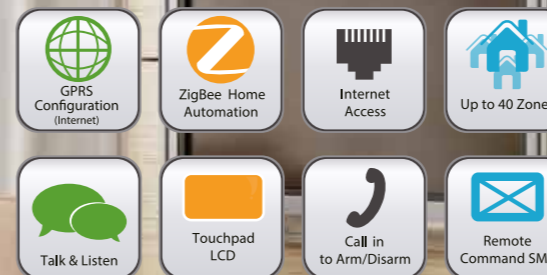 GPRS
Configuration
(Internet)
ZigBee Home
Automation
Internet
Access
Up to 40 Zone
Talk & Listen
Touchpad
LCD
Call in
to Arm/Disarm
Remote
Command SM